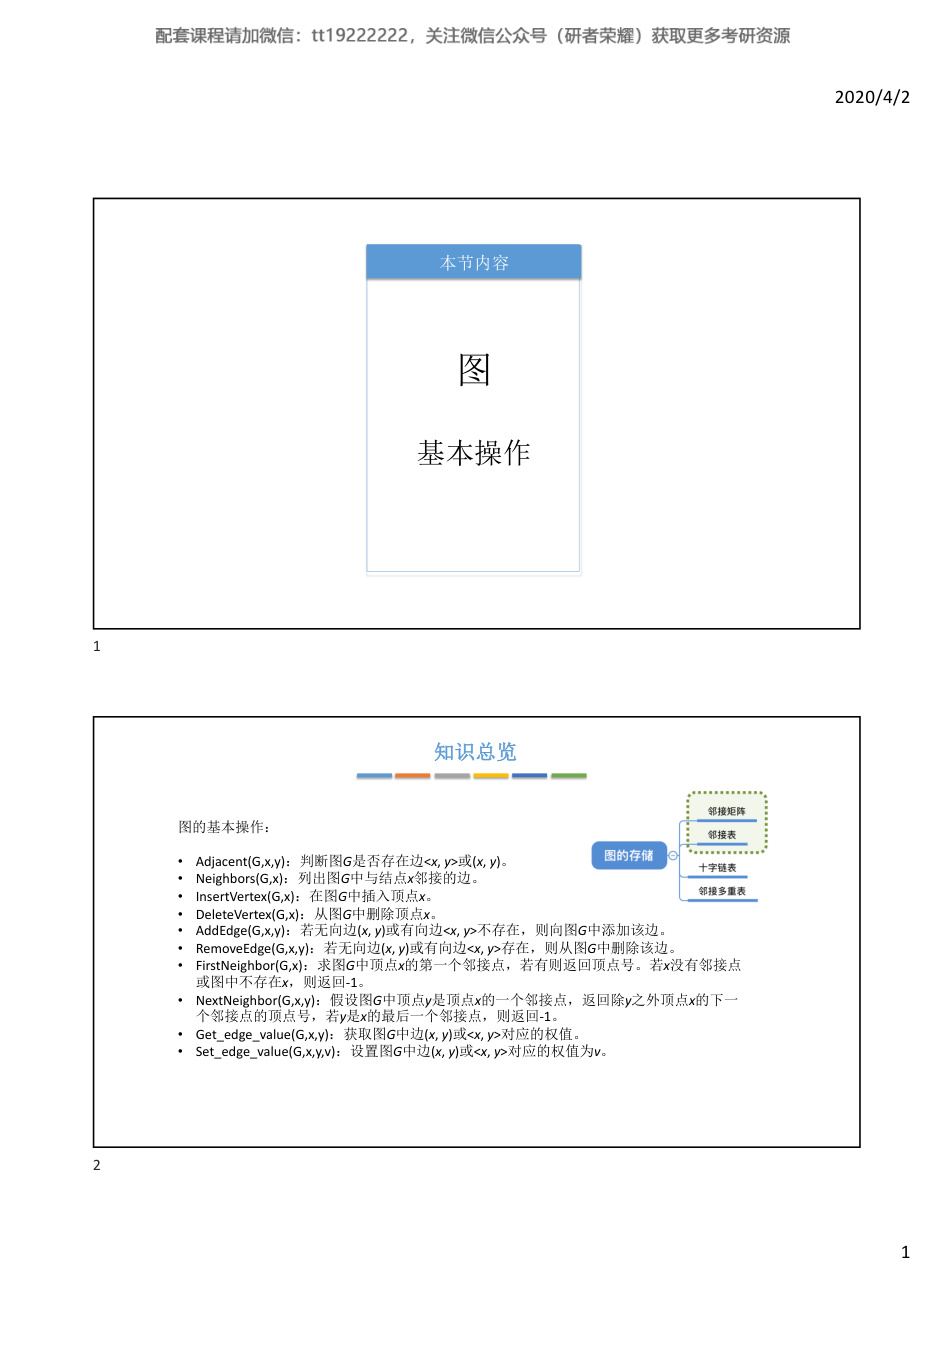 配套课程请加微信：tt19222222，关注微信公众号（研者荣耀）获取更多考研资源
2020/4/2
本节内容
图
基本操作
1
知识总览
图的基本操作：
• Adjacent(G,x,y)：判断图G是否存在边<x, y>或(x, y)。
• Neighbors(G,x)：列出图G中与结点x邻接的边。
• InsertVertex(G,x)：在图G中插入顶点x。
• DeleteVertex(G,x)：从图G中删除顶点x。
• AddEdge(G,x,y)：若无向边(x, y)或有向边<x, y>不存在，则向图G中添加该边。
• RemoveEdge(G,x,y)：若无向边(x, y)或有向边<x, y>存在，则从图G中删除该边。
• FirstNeighbor(G,x)：求图G中顶点x的第一个邻接点，若有则返回顶点号。若x没有邻接点
或图中不存在x，则返回-1。
• NextNeighbor(G,x,y)：假设图G中顶点y是顶点x的一个邻接点，返回除y之外顶点x的下一
个邻接点的顶点号，若y是x的最后一个邻接点，则返回-1。
• Get_edge_value(G,x,y)：获取图G中边(x, y)或<x, y>对应的权值。
• Set_edge_value(G,x,y,v)：设置图G中边(x, y)或<x, y>对应的权值为v。
图的存储
邻接矩阵
邻接表
十字链表
邻接多重表
2
1